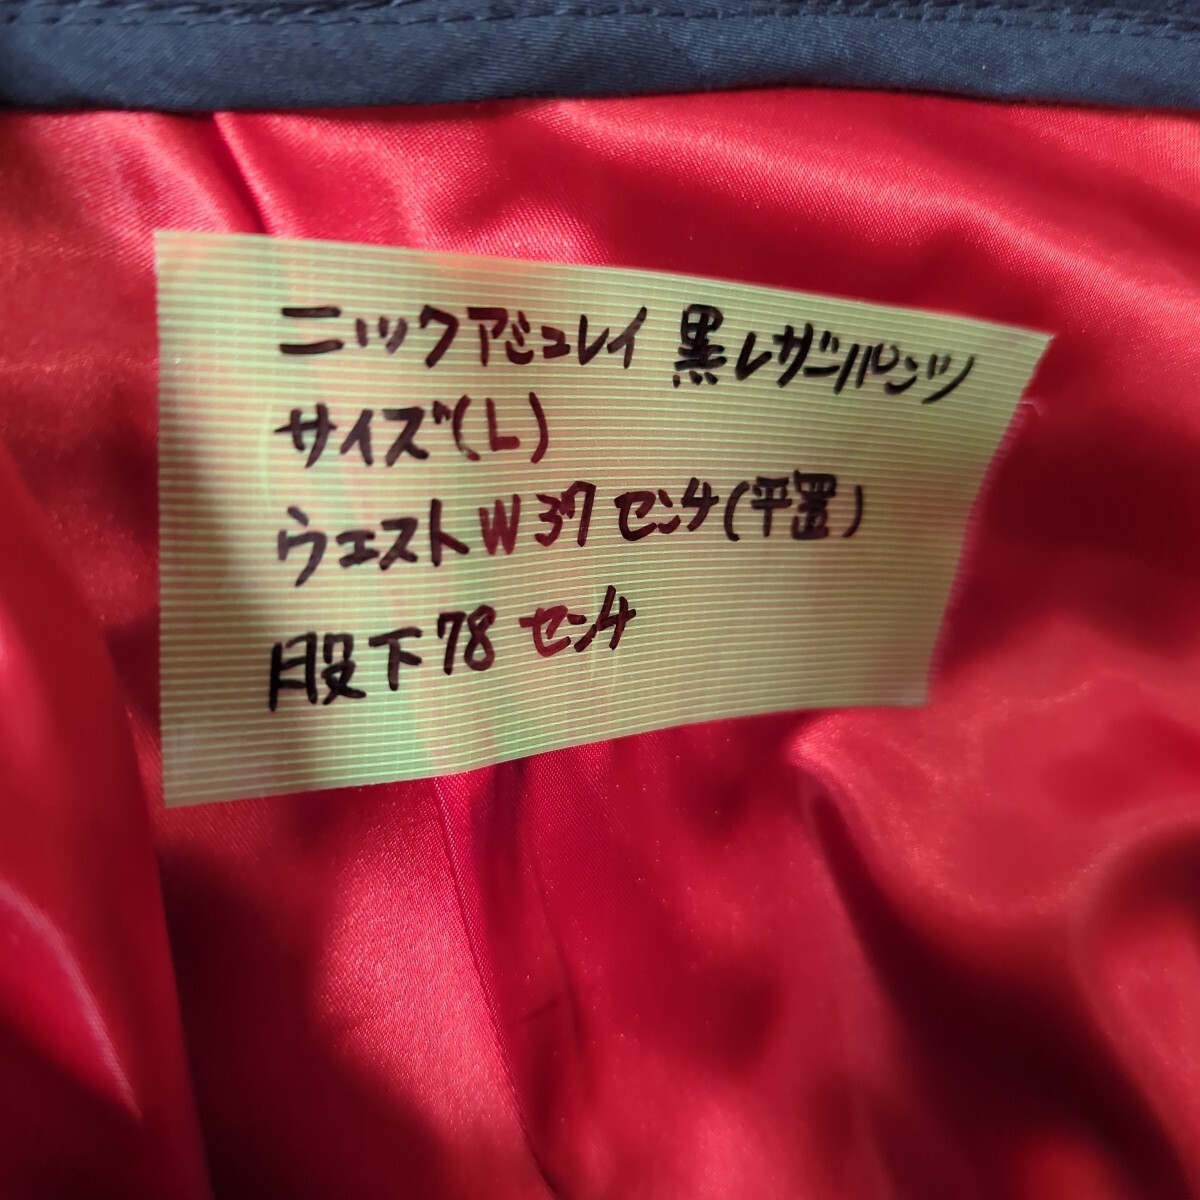 ニックアミュレイ 黒レザーパンツ
サイズ(L)
ウエストW37センチ(平置)
股下78センチ